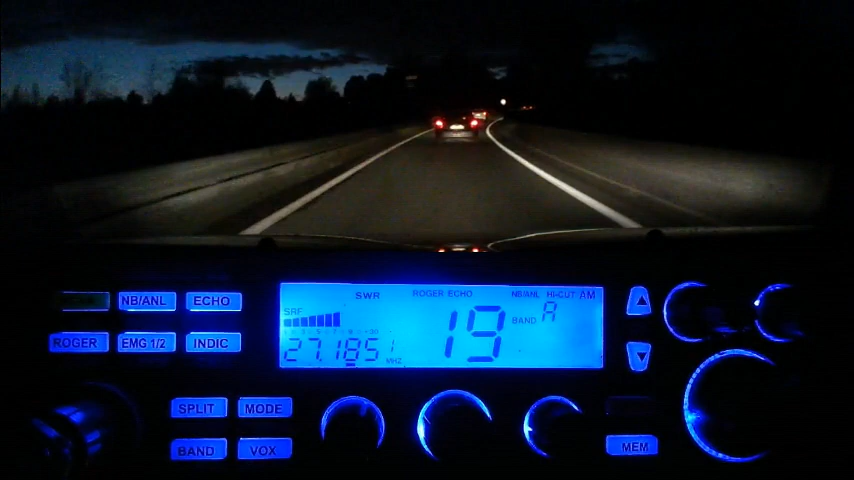 NB/ANL ECHO
ROGER EMG 1/2 INDIC
SPLIT MODE
BAND VOX
SWR ROGER ECHO NB/ANL HI-CUT AM
SRF
BAND A
19
27.185 MHZ
MEM